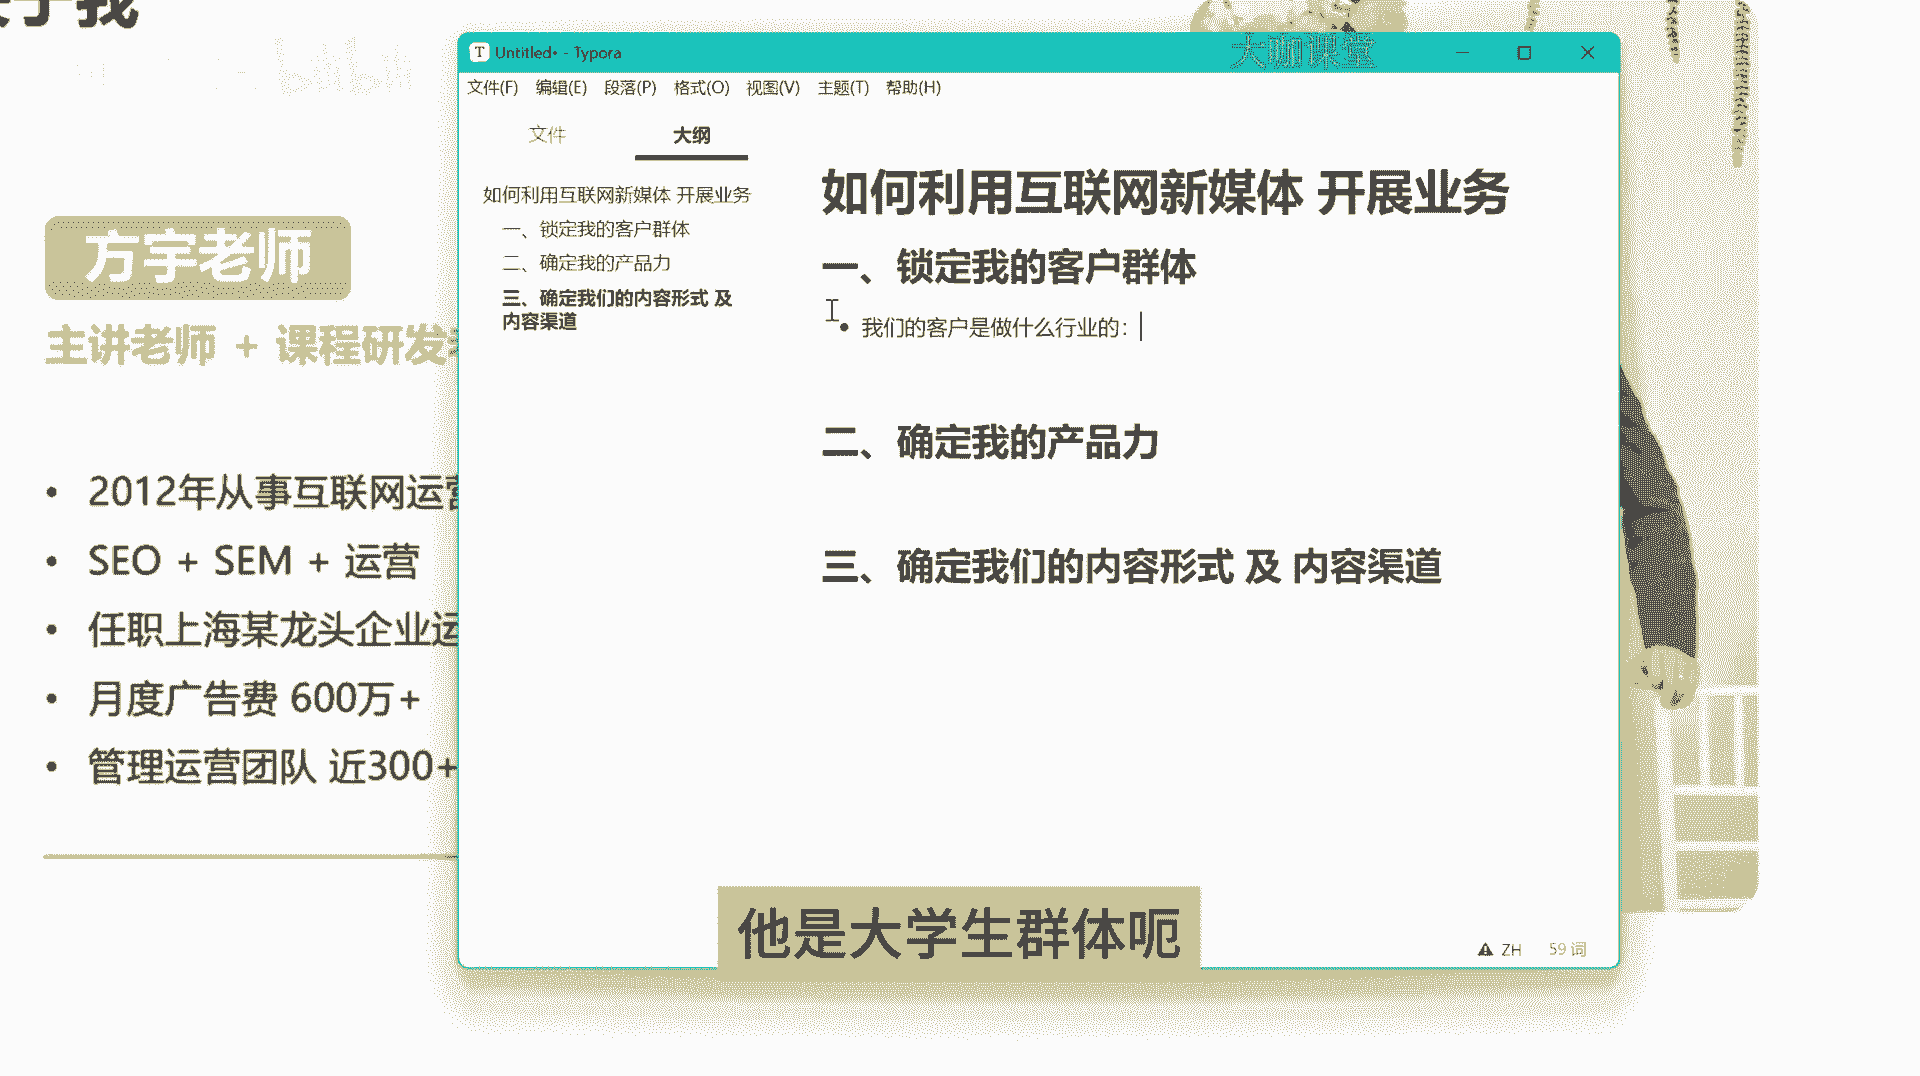 于我
bilibili
方宇老师
主讲老师 + 课程研发
2012年从事互联网运营
SEO + SEM + 运营
任职上海某龙头企业运
月度广告费 600万+
管理运营团队 近300+
Untitled• - Typora
大咖课堂
文件(F) 编辑(E) 段落(P) 格式(O) 视图(V) 主题(T) 帮助(H)
文件 大纲
如何利用互联网新媒体 开展业务
一、锁定我的客户群体
二、确定我的产品力
三、确定我们的内容形式 及
内容渠道
如何利用互联网新媒体 开展业务
一、锁定我的客户群体
我们的客户是做什么行业的：
二、确定我的产品力
三、确定我们的内容形式 及 内容渠道
ZH 59 词
他是大学生群体呃